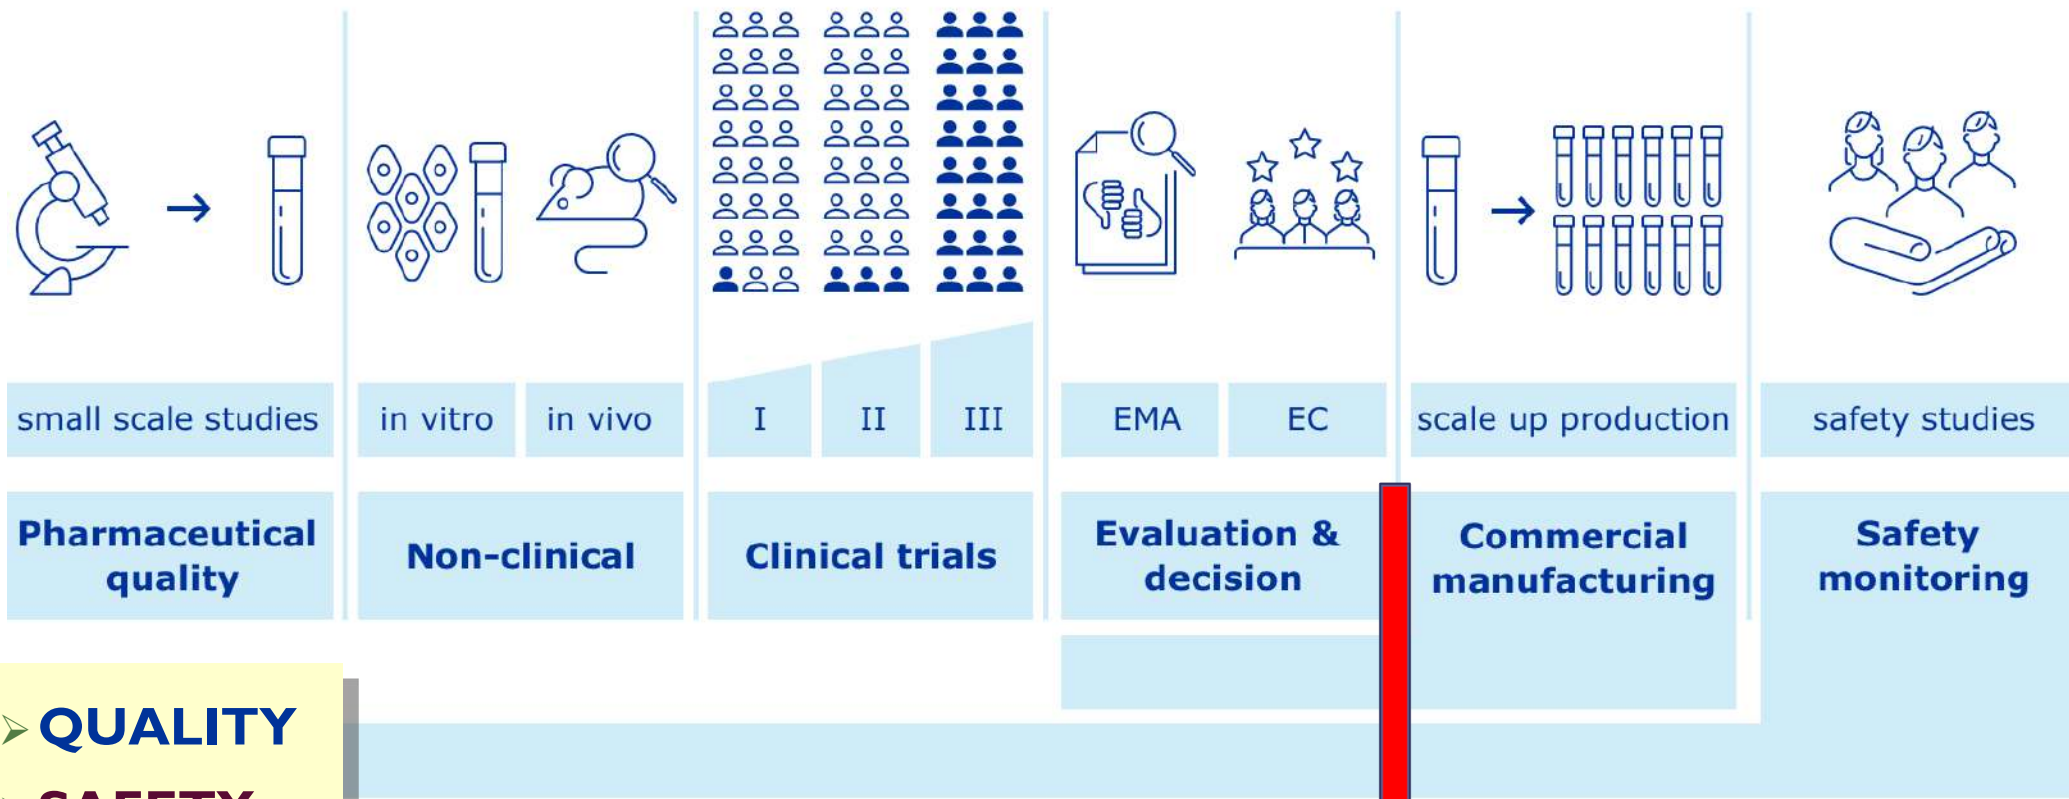 small scale studies
in vitro
in vivo
I
II
III
EMA
EC
scale up production
safety studies
Pharmaceutical
quality
Non-clinical
Clinical trials
Evaluation &
decision
Commercial
manufacturing
Safety
monitoring
➢ QUALITY
➢ SAFETY